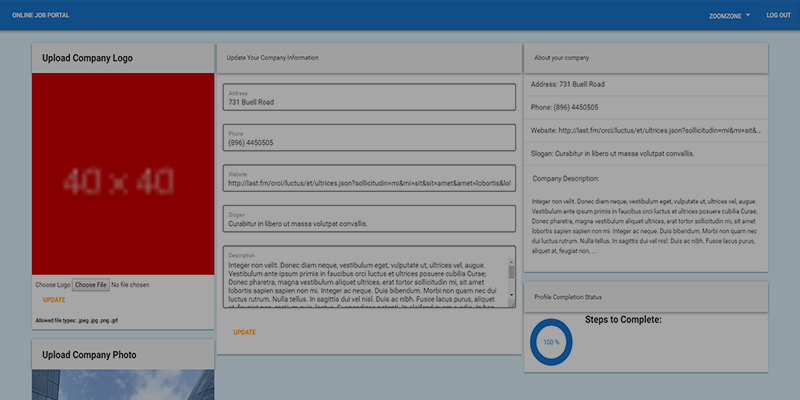 ONLINE JOB PORTAL
ZOOMZONE
LOG OUT
Upload Company Logo
40 x 40
Choose Logo Choose File No file chosen
UPDATE
Allowed file types: .jpeg .jpg .png .gif
Upload Company Photo
Update Your Company Information
Address
731 Buell Road
Phone
(896) 4450505
Website
http://last.fm/orci/luctus/et/ultrices.json?sollicitudin=mi&mi=sit&sit=amet&amet=lobortis&lo
Slogan
Curabitur in libero ut massa volutpat convallis.
Description
Integer non velit. Donec diam neque, vestibulum eget, vulputate ut, ultrices vel, augue.
Vestibulum ante ipsum primis in faucibus orci luctus et ultrices posuere cubilia Curae;
Donec pharetra, magna vestibulum aliquet ultrices, erat tortor sollicitudin mi, sit amet
lobortis sapien sapien non mi. Integer ac neque. Duis bibendum. Morbi non quam nec dui
luctus rutrum. Nulla tellus. In sagittis dui vel nisl. Duis ac nibh. Fusce lacus purus, aliquet
UPDATE
About your company
Address: 731 Buell Road
Phone: (896) 4450505
Website: http://last.fm/orci/luctus/et/ultrices.json?sollicitudin=mi&mi=sit&...
Slogan: Curabitur in libero ut massa volutpat convallis.
Company Description:
Integer non velit. Donec diam neque, vestibulum eget, vulputate ut, ultrices vel, augue.
Vestibulum ante ipsum primis in faucibus orci luctus et ultrices posuere cubilia Curae;
Donec pharetra, magna vestibulum aliquet ultrices, erat tortor sollicitudin mi, sit amet
lobortis sapien sapien non mi. Integer ac neque. Duis bibendum. Morbi non quam nec
dui luctus rutrum. Nulla tellus. In sagittis dui vel nisl. Duis ac nibh. Fusce lacus purus,
aliquet at, feugiat non, ...
Profile Completion Status
100 %
Steps to Complete: